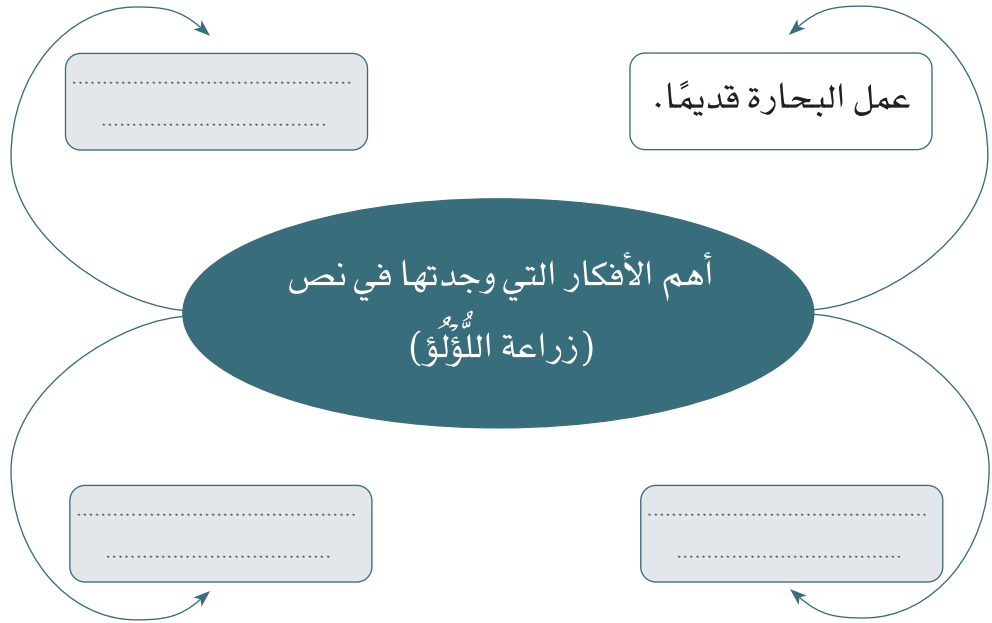 عمل البحارة قديمًا.
أهم الأفكار التي وجدتها في نص
(زراعة اللُّؤْلُؤ)